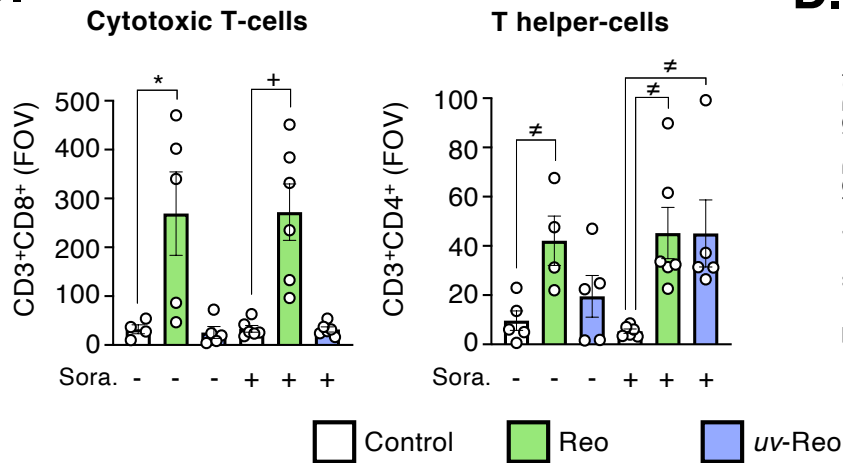 Cytotoxic T-cells
CD3⁺CD8⁺ (FOV)
500
400
300
200
100
0
* +
Sora. - - - + + +
T helper-cells
CD3⁺CD4⁺ (FOV)
100
80
60
40
20
0
≠ ≠ ≠
Sora. - - - + + +
Control Reo uv-Reo